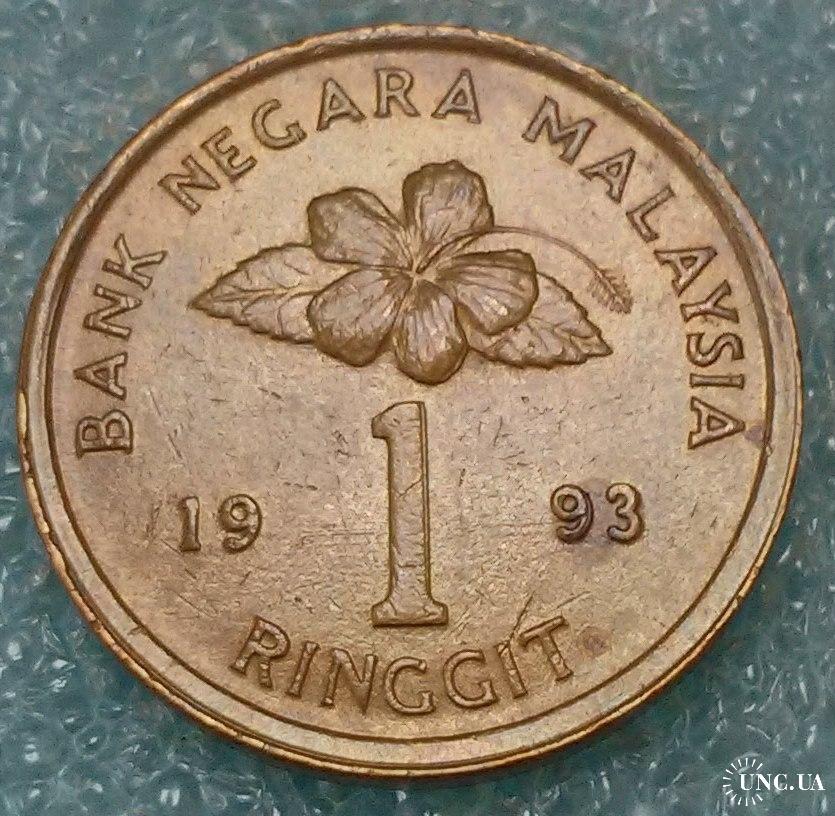 BANK NEGARA MALAYSIA
1
19 93
RINGGIT
UNC.UA